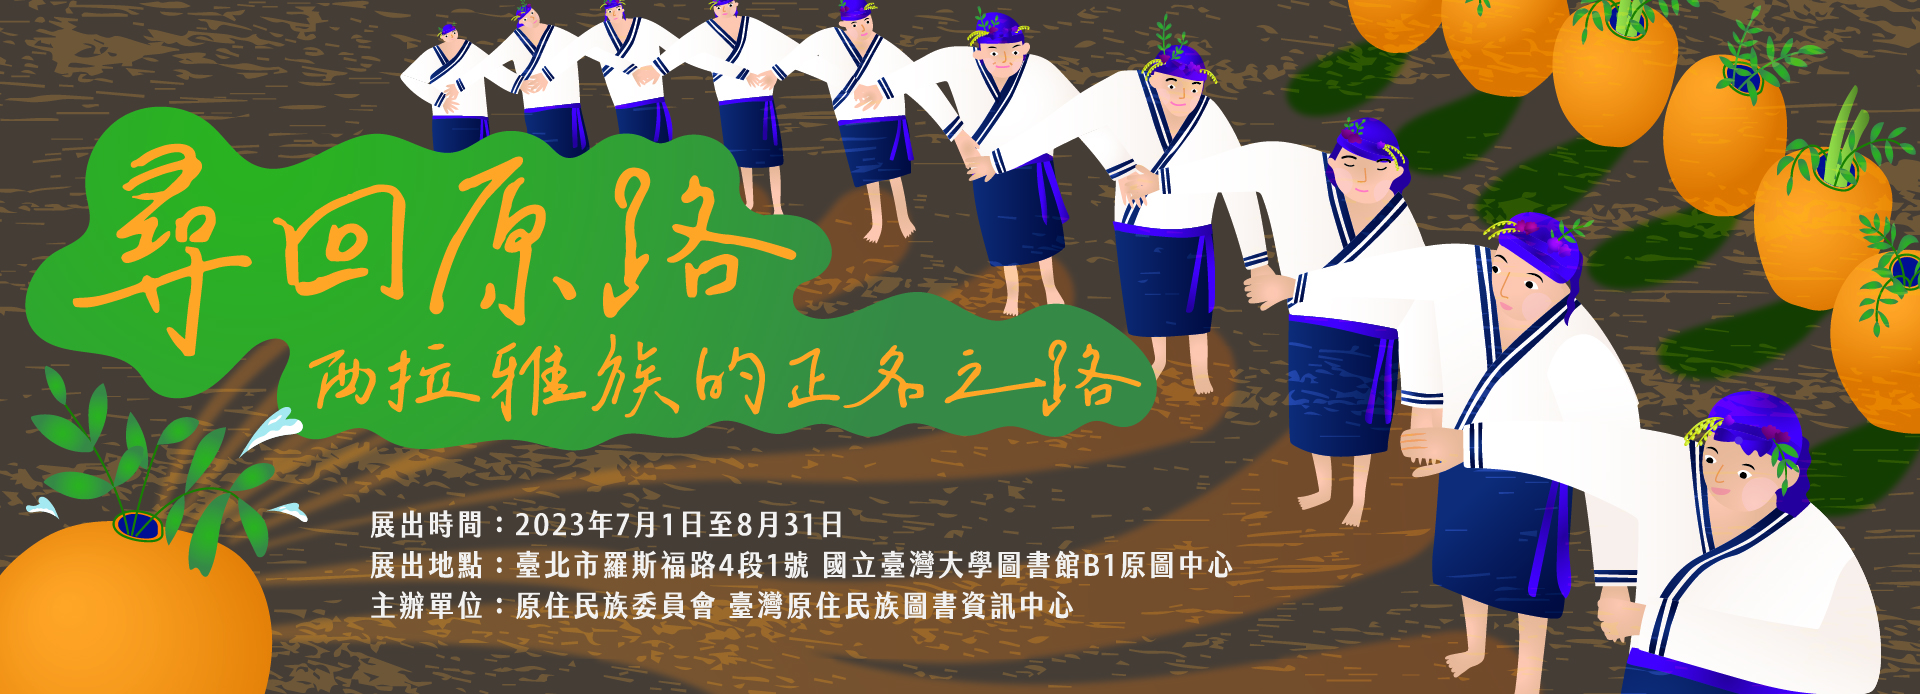 尋回原路
西拉雅族的正名之路
展出時間：2023年7月1日至8月31日
展出地點：臺北市羅斯福路4段1號 國立臺灣大學圖書館B1原圖中心
主辦單位：原住民族委員會 臺灣原住民族圖書資訊中心